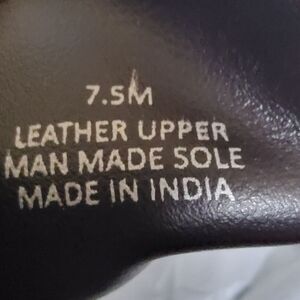 7.5M
LEATHER UPPER
MAN MADE SOLE
MADE IN INDIA